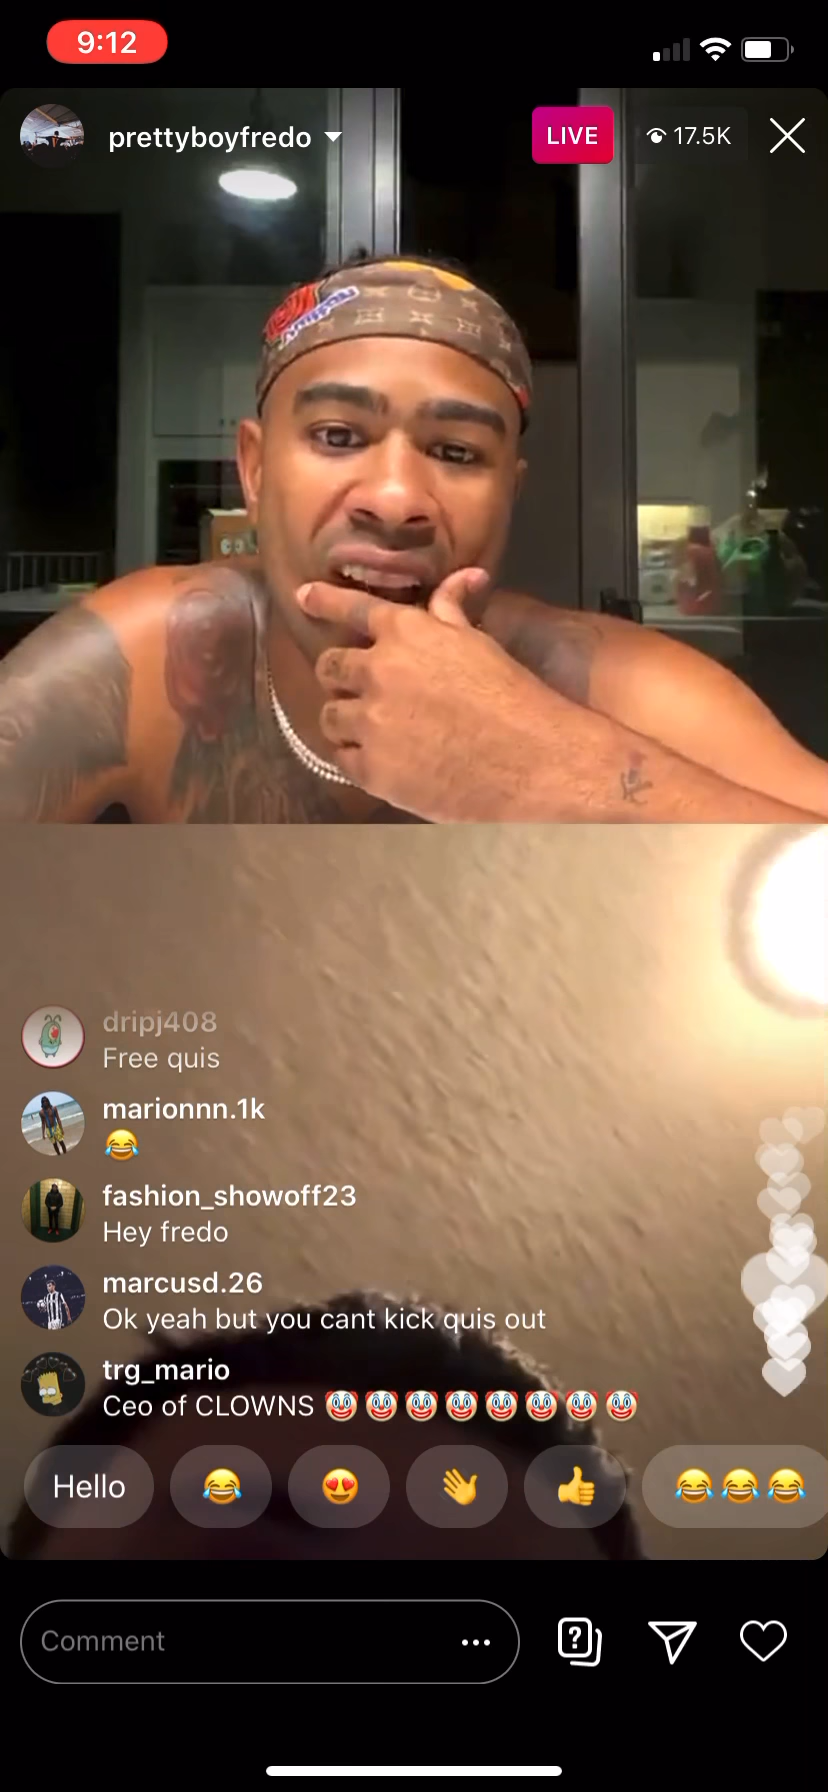 9:12
prettyboyfredo
LIVE
17.5K
dripj408
Free quis
marionnn.1k
😂
fashion_showoff23
Hey fredo
marcusd.26
Ok yeah but you cant kick quis out
trg_mario
Ceo of CLOWNS 🤡🤡🤡🤡🤡🤡🤡🤡
Hello 😂 😍 👋 👍 😂😂😂
Comment